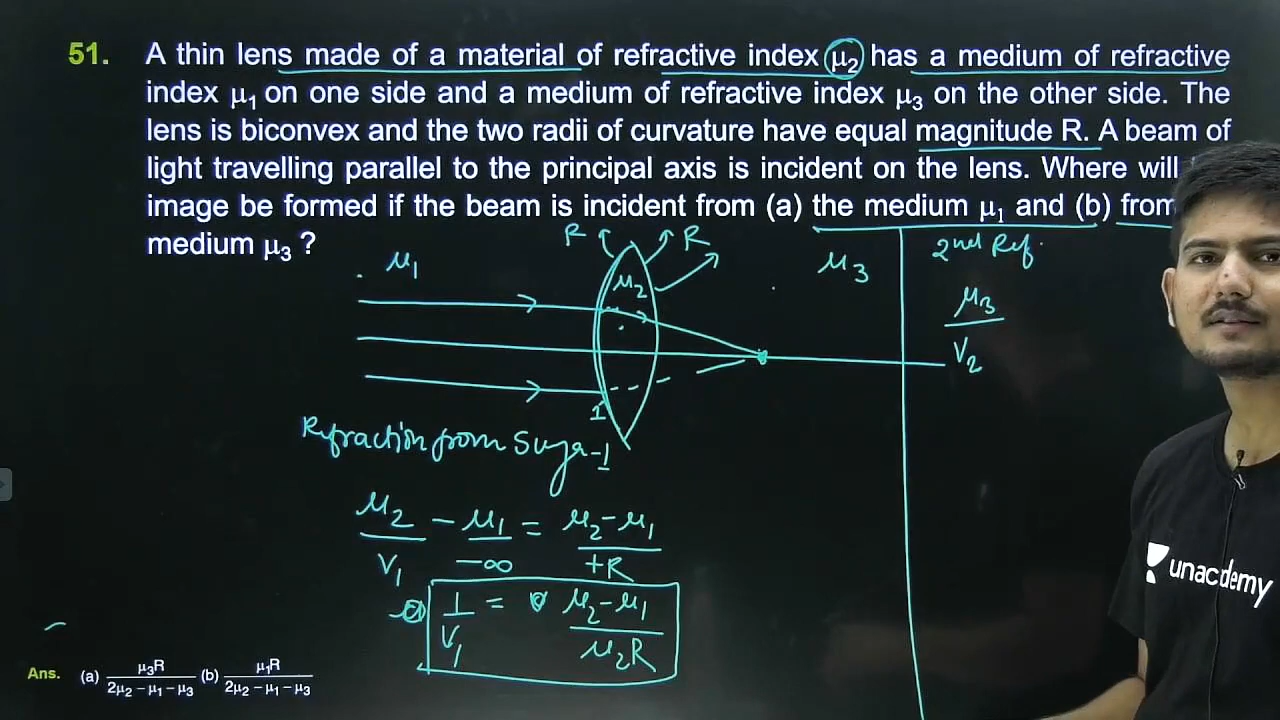 51. A thin lens made of a material of refractive index μ₂ has a medium of refractive
index μ₁ on one side and a medium of refractive index μ₃ on the other side. The
lens is biconvex and the two radii of curvature have equal magnitude R. A beam of
light travelling parallel to the principal axis is incident on the lens. Where will
image be formed if the beam is incident from (a) the medium μ₁ and (b) from
medium μ₃ ?
R R 2nd Ref.
μ₁ μ₂ μ₃
μ₃/V₂
1
Refraction from
μ₂/V₁ - μ₁/-∞ = μ₂-μ₁/+R
1/V₁ = μ₂-μ₁/μ₂R
Ans. (a) μ₃R/2μ₂ – μ₁ – μ₃ (b) μ₁R/2μ₂ – μ₁ – μ₃
unacdemy